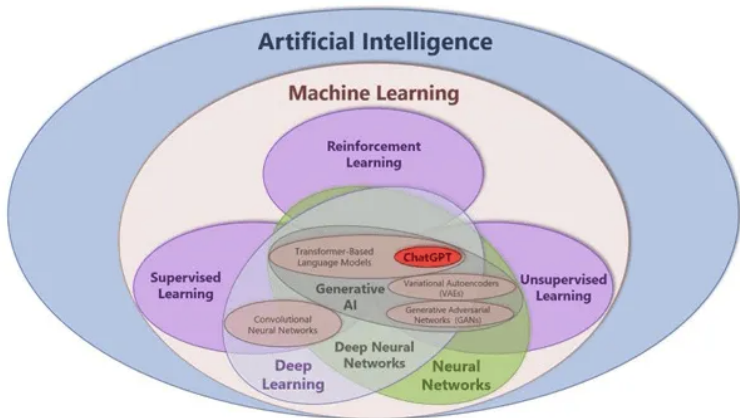 Artificial Intelligence
Machine Learning
Reinforcement
Learning
Transformer-Based
Language Models
ChatGPT
Supervised
Learning
Generative
AI
Variational Autoencoders
(VAEs)
Unsupervised
Learning
Convolutional
Neural Networks
Generative Adversarial
Networks (GANs)
Deep Neural
Networks
Deep
Learning
Neural
Networks